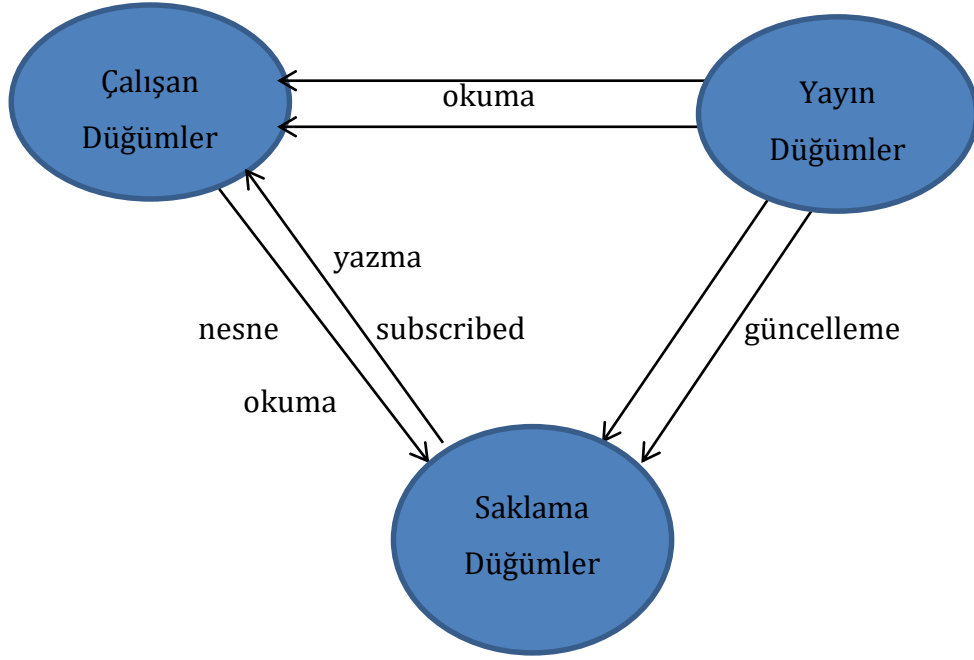 Çalışan
Düğümler
okuma
Yayın
Düğümler
yazma
nesne
subscribed
güncelleme
okuma
Saklama
Düğümler